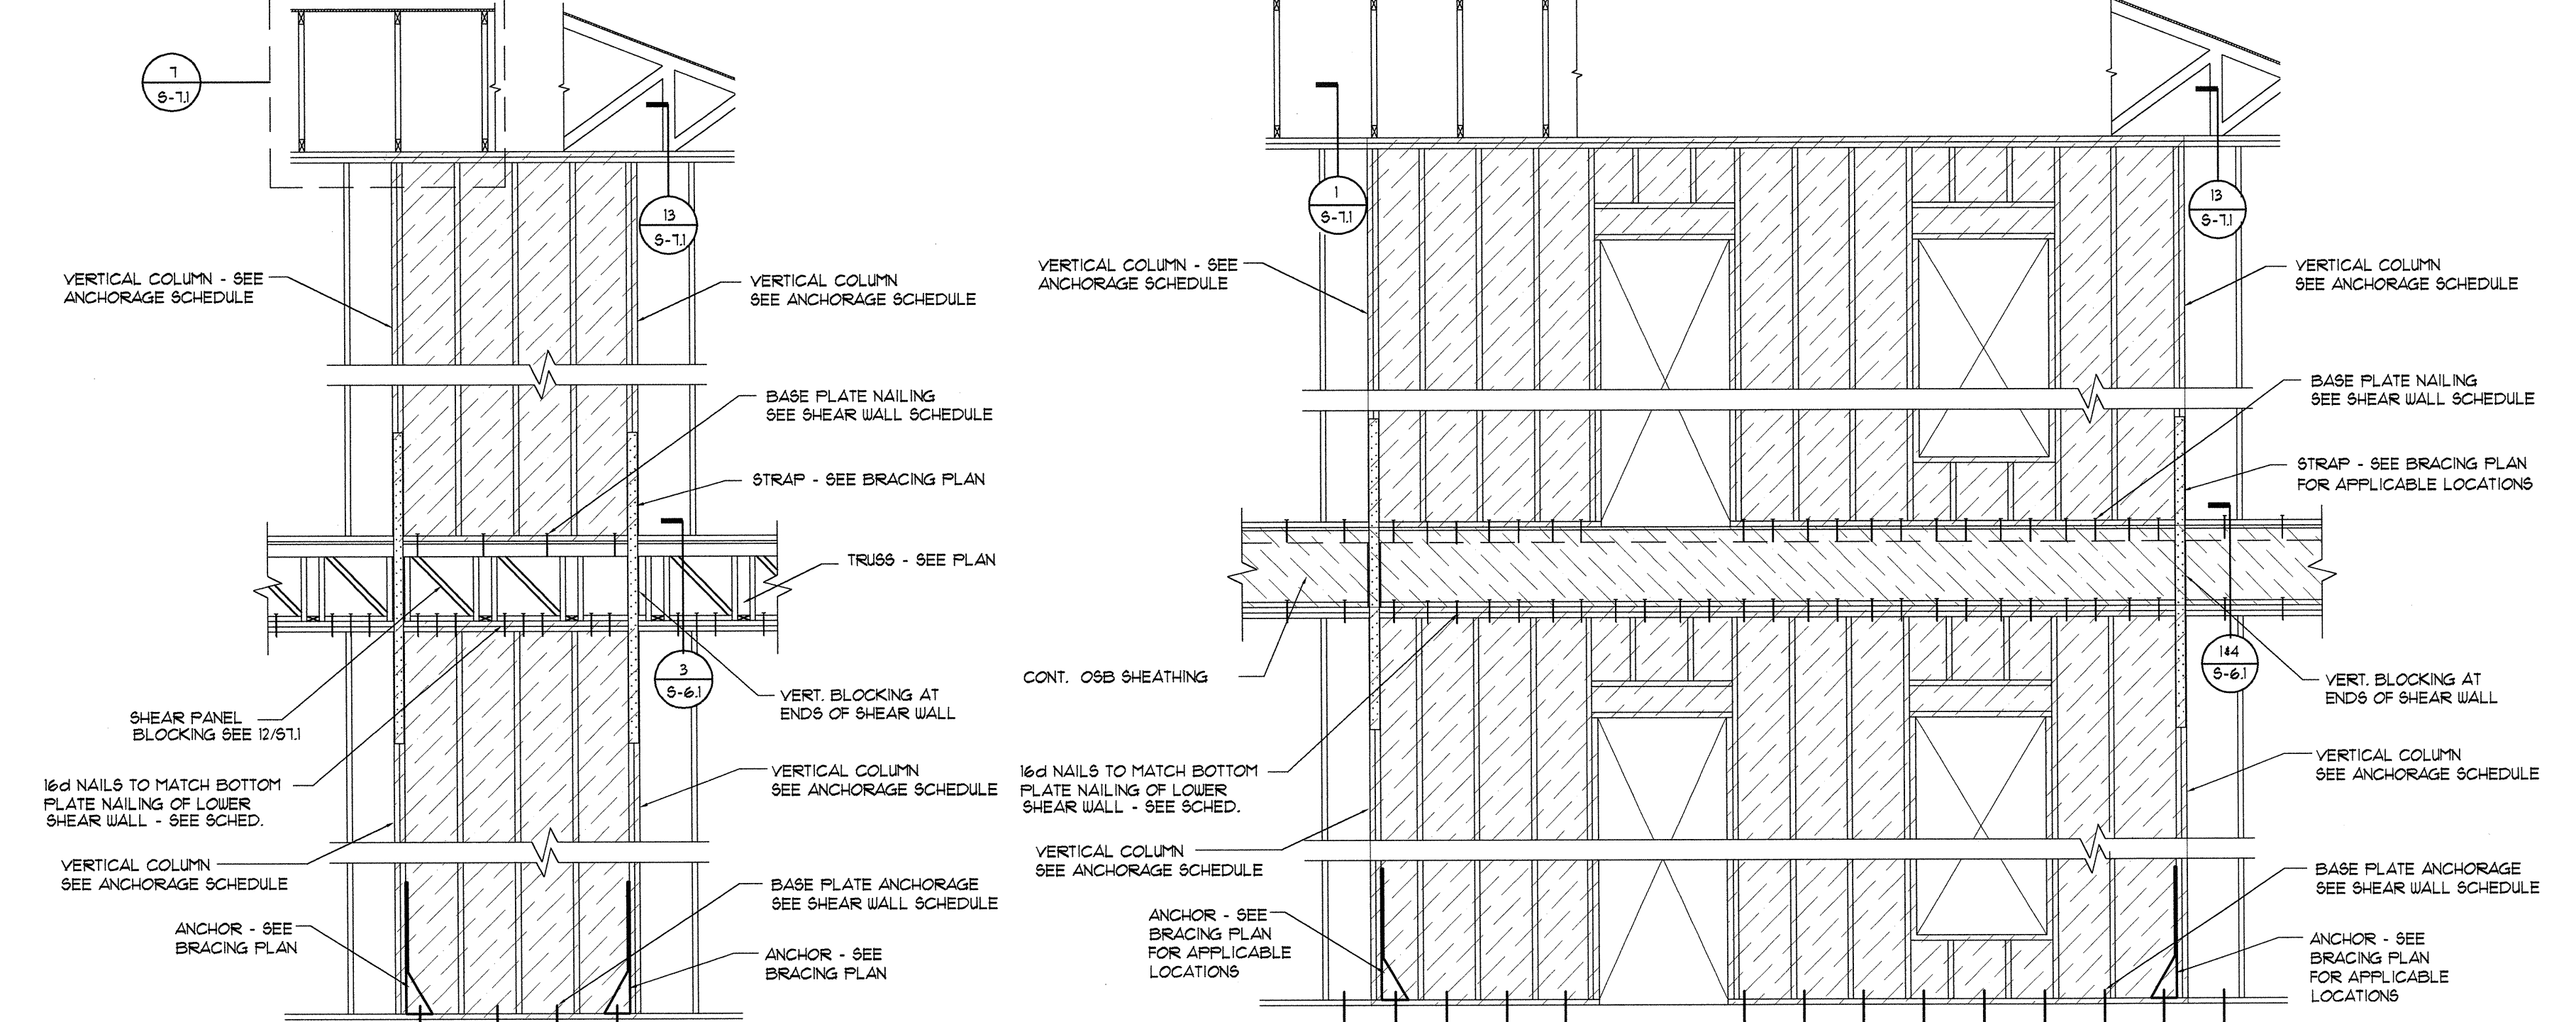 7
S-7.1
13
S-7.1
VERTICAL COLUMN - SEE
ANCHORAGE SCHEDULE
VERTICAL COLUMN
SEE ANCHORAGE SCHEDULE
BASE PLATE NAILING
SEE SHEAR WALL SCHEDULE
STRAP - SEE BRACING PLAN
TRUSS - SEE PLAN
3
S-6.1
VERT. BLOCKING AT
ENDS OF SHEAR WALL
SHEAR PANEL
BLOCKING SEE 12/S7.1
16d NAILS TO MATCH BOTTOM
PLATE NAILING OF LOWER
SHEAR WALL - SEE SCHED.
VERTICAL COLUMN
SEE ANCHORAGE SCHEDULE
VERTICAL COLUMN
SEE ANCHORAGE SCHEDULE
BASE PLATE ANCHORAGE
SEE SHEAR WALL SCHEDULE
ANCHOR - SEE
BRACING PLAN
ANCHOR - SEE
BRACING PLAN
1
S-7.1
13
S-7.1
VERTICAL COLUMN - SEE
ANCHORAGE SCHEDULE
VERTICAL COLUMN
SEE ANCHORAGE SCHEDULE
BASE PLATE NAILING
SEE SHEAR WALL SCHEDULE
STRAP - SEE BRACING PLAN
FOR APPLICABLE LOCATIONS
CONT. OSB SHEATHING
1&4
S-6.1
VERT. BLOCKING AT
ENDS OF SHEAR WALL
16d NAILS TO MATCH BOTTOM
PLATE NAILING OF LOWER
SHEAR WALL - SEE SCHED.
VERTICAL COLUMN
SEE ANCHORAGE SCHEDULE
VERTICAL COLUMN
SEE ANCHORAGE SCHEDULE
BASE PLATE ANCHORAGE
SEE SHEAR WALL SCHEDULE
ANCHOR - SEE
BRACING PLAN
FOR APPLICABLE
LOCATIONS
ANCHOR - SEE
BRACING PLAN
FOR APPLICABLE
LOCATIONS